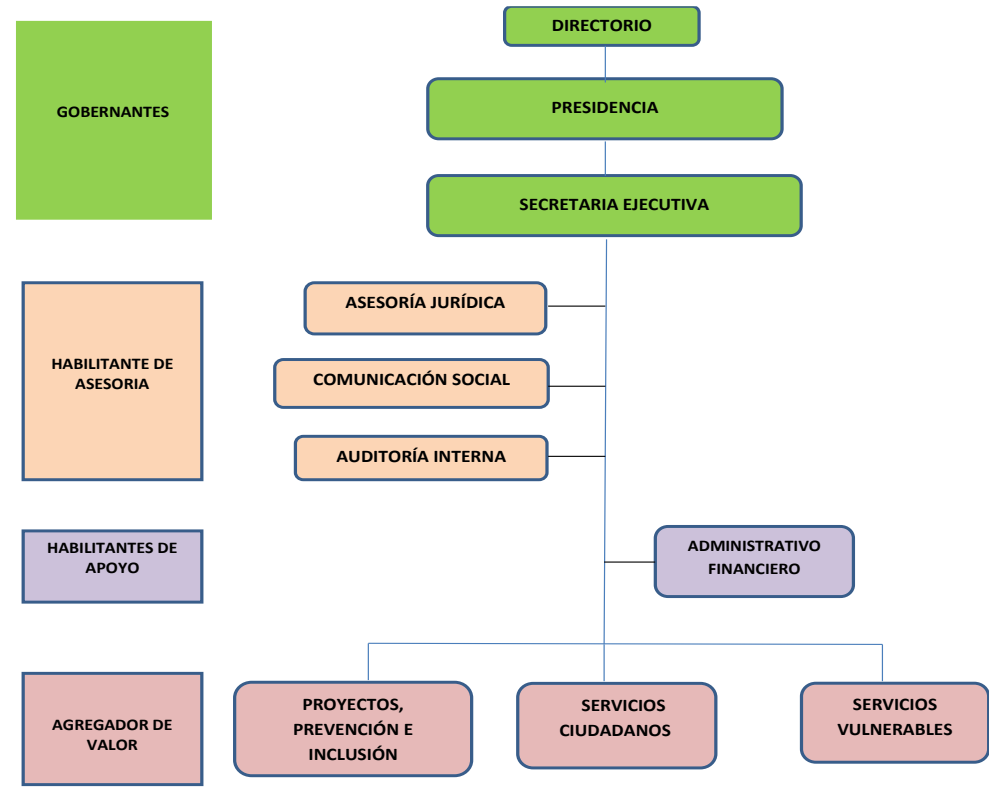 DIRECTORIO
GOBERNANTES
PRESIDENCIA
SECRETARIA EJECUTIVA
ASESORÍA JURÍDICA
HABILITANTE DE
ASESORIA
COMUNICACIÓN SOCIAL
AUDITORÍA INTERNA
HABILITANTES DE
APOYO
ADMINISTRATIVO
FINANCIERO
AGREGADOR DE
VALOR
PROYECTOS,
PREVENCIÓN E
INCLUSIÓN
SERVICIOS
CIUDADANOS
SERVICIOS
VULNERABLES